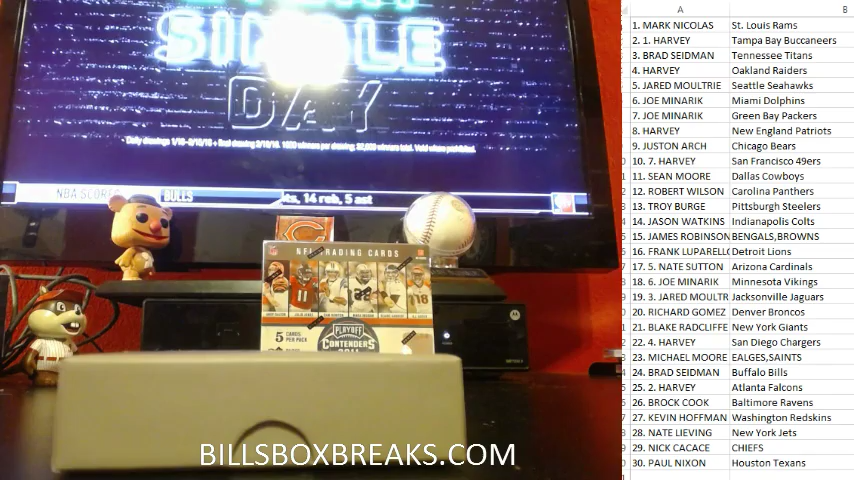 SIMPLE
DAY
NBA SCORES BULLS ts, 14 reb, 5 ast
NFL TRADING CARDS
11
5 CARDS PER PACK
PLAYOFF
CONTENDERS
BILLSBOXBREAKS.COM
A B
1. MARK NICOLAS St. Louis Rams
2. 1. HARVEY Tampa Bay Buccaneers
3. BRAD SEIDMAN Tennessee Titans
4. HARVEY Oakland Raiders
5. JARED MOULTRIE Seattle Seahawks
6. JOE MINARIK Miami Dolphins
7. JOE MINARIK Green Bay Packers
8. HARVEY New England Patriots
9. JUSTON ARCH Chicago Bears
10. 7. HARVEY San Francisco 49ers
11. SEAN MOORE Dallas Cowboys
12. ROBERT WILSON Carolina Panthers
13. TROY BURGE Pittsburgh Steelers
14. JASON WATKINS Indianapolis Colts
15. JAMES ROBINSON BENGALS,BROWNS
16. FRANK LUPARELLO Detroit Lions
17. 5. NATE SUTTON Arizona Cardinals
18. 6. JOE MINARIK Minnesota Vikings
19. 3. JARED MOULTR Jacksonville Jaguars
20. RICHARD GOMEZ Denver Broncos
21. BLAKE RADCLIFFE New York Giants
22. 4. HARVEY San Diego Chargers
23. MICHAEL MOORE EALGES,SAINTS
24. BRAD SEIDMAN Buffalo Bills
25. 2. HARVEY Atlanta Falcons
26. BROCK COOK Baltimore Ravens
27. KEVIN HOFFMAN Washington Redskins
28. NATE LIEVING New York Jets
29. NICK CACACE CHIEFS
30. PAUL NIXON Houston Texans